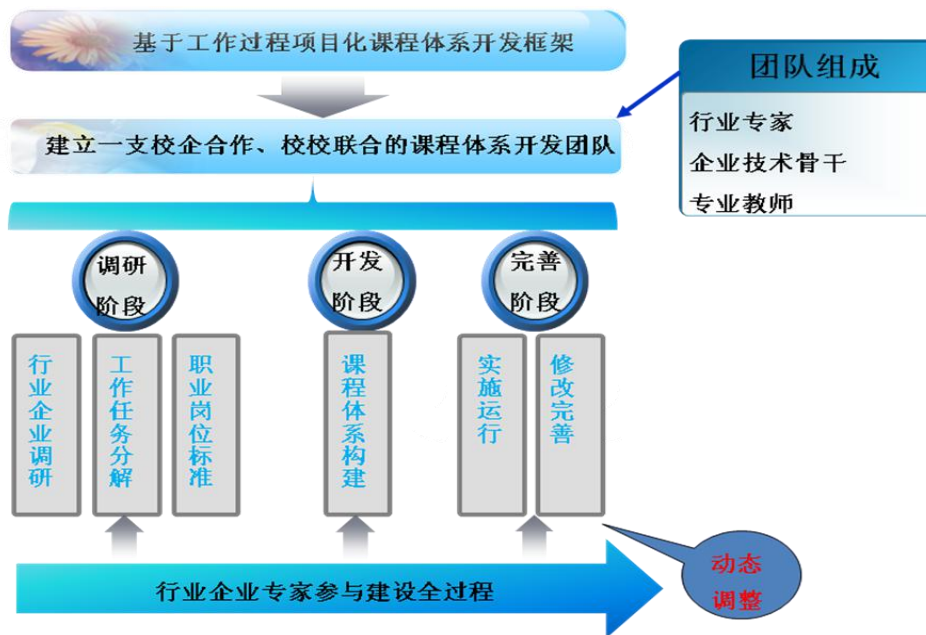 基于工作过程项目化课程体系开发框架
团队组成
建立一支校企合作、校校联合的课程体系开发团队
行业专家
企业技术骨干
专业教师
调研
阶段
开发
阶段
完善
阶段
行业企业调研
工作任务分解
职业岗位标准
课程体系构建
实施运行
修改完善
行业企业专家参与建设全过程
动态
调整